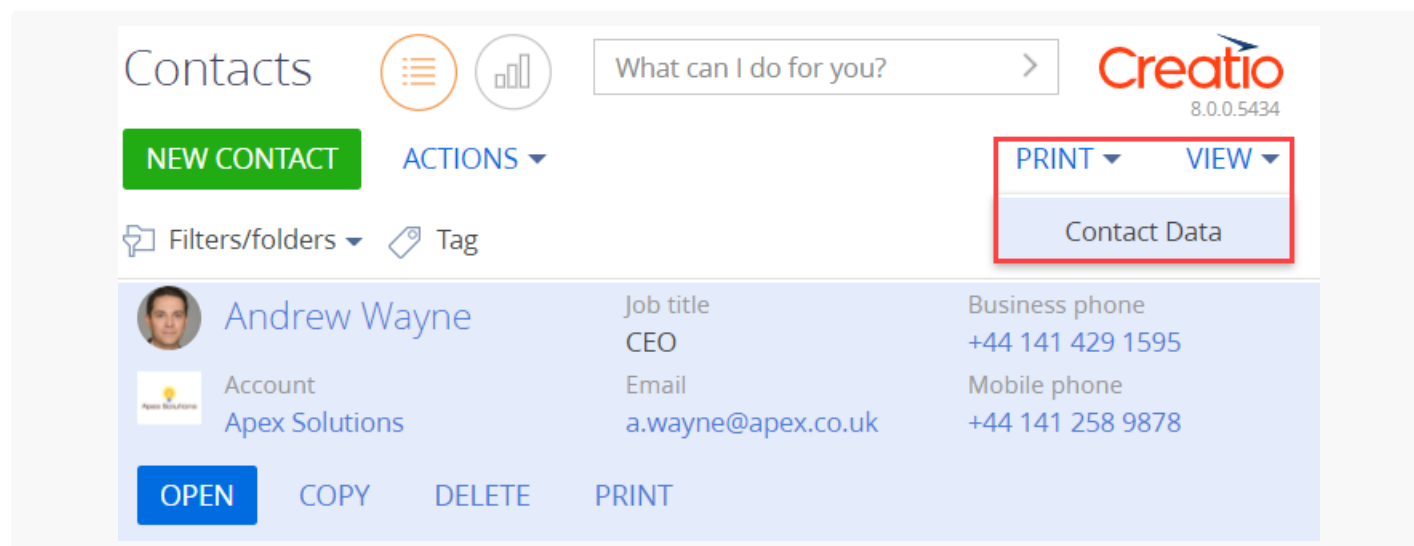 Contacts
What can I do for you?
Creatio
8.0.0.5434
NEW CONTACT
ACTIONS
PRINT
VIEW
Contact Data
Filters/folders
Tag
Andrew Wayne
Job title
CEO
Business phone
+44 141 429 1595
Account
Apex Solutions
Email
a.wayne@apex.co.uk
Mobile phone
+44 141 258 9878
Apex Solutions
OPEN
COPY
DELETE
PRINT